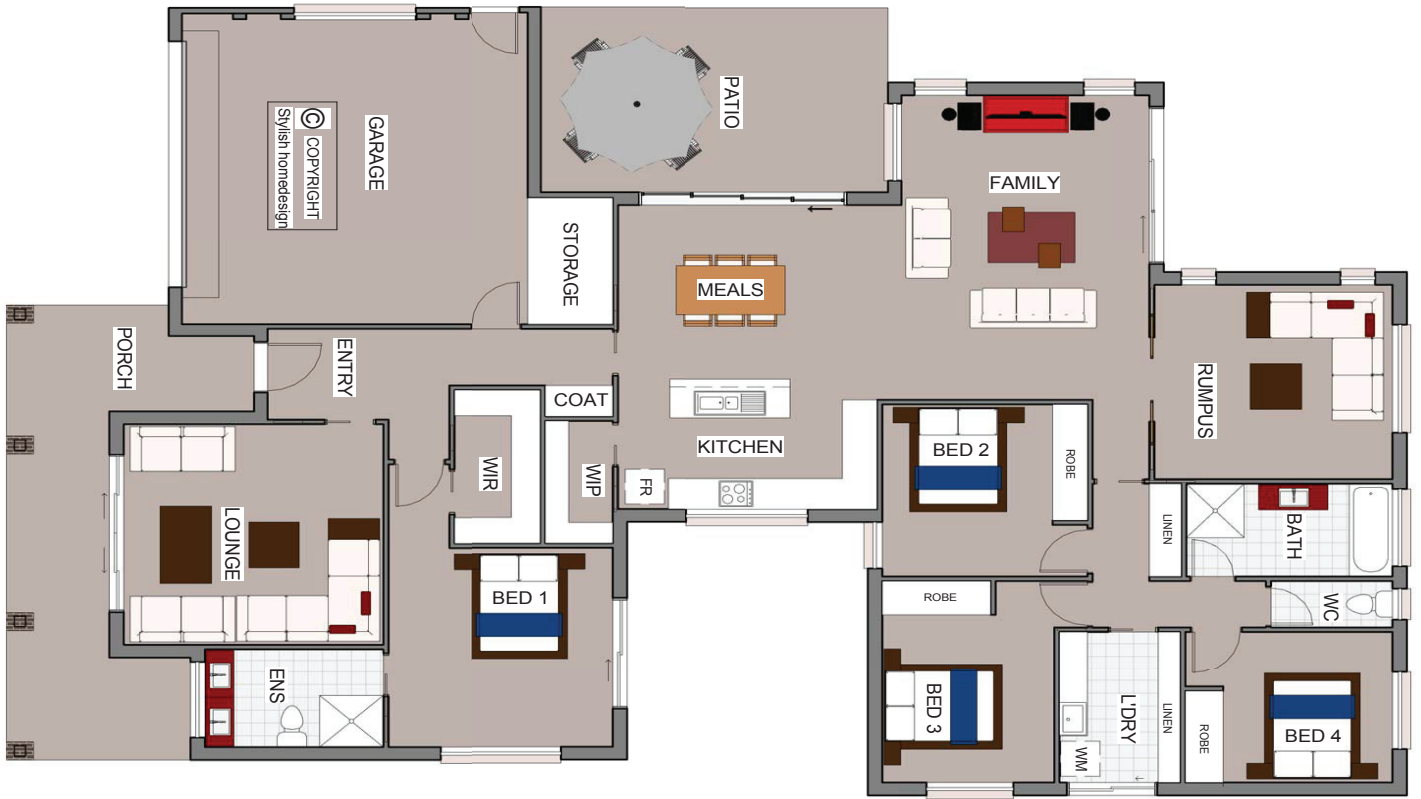 GARAGE
© COPYRIGHT
Stylish homedesign
PATIO
FAMILY
STORAGE
MEALS
PORCH
ENTRY
RUMPUS
COAT
KITCHEN
BED 2
ROBE
WIR
WIP
FR
LOUNGE
LINEN
BATH
BED 1
ROBE
WC
ENS
BED 3
L'DRY
LINEN
WM
ROBE
BED 4